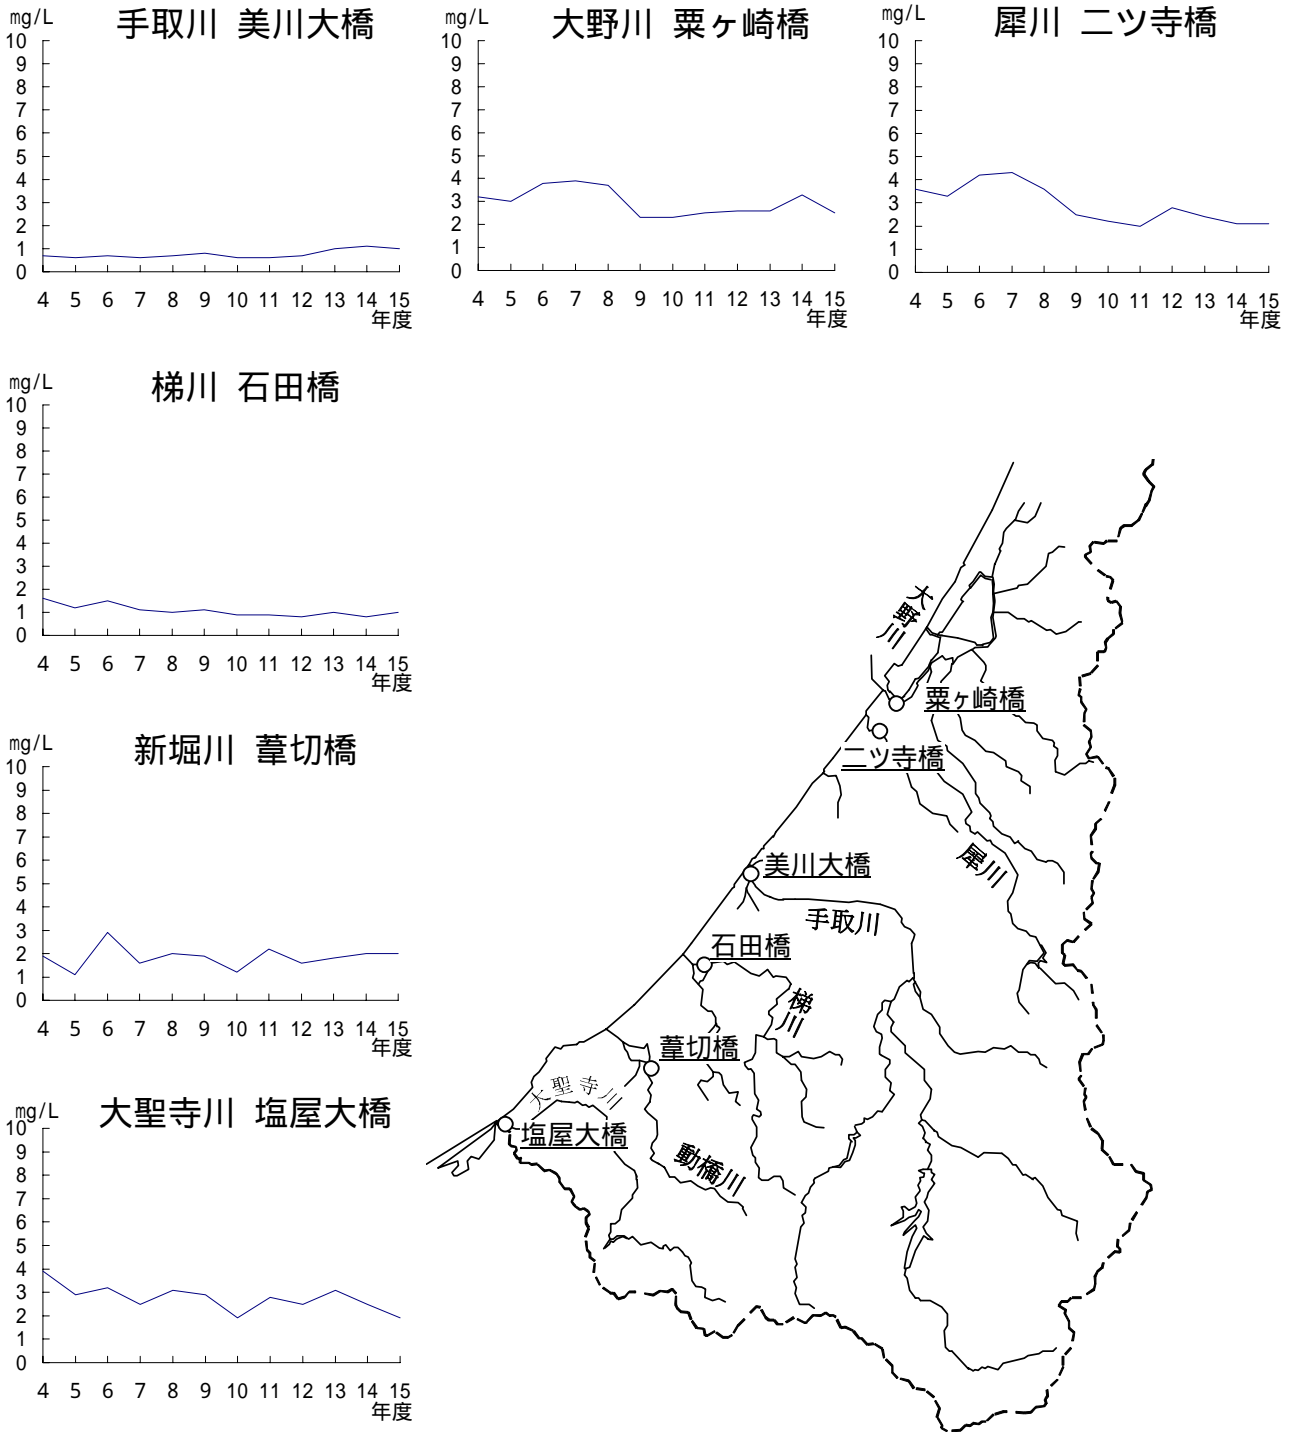 mg/L 手取川 美川大橋
10
9
8
7
6
5
4
3
2
1
0
4 5 6 7 8 9 10 11 12 13 14 15
年度
mg/L 大野川 粟ヶ崎橋
10
9
8
7
6
5
4
3
2
1
0
4 5 6 7 8 9 10 11 12 13 14 15
年度
mg/L 犀川 二ツ寺橋
10
9
8
7
6
5
4
3
2
1
0
4 5 6 7 8 9 10 11 12 13 14 15
年度
mg/L 梯川 石田橋
10
9
8
7
6
5
4
3
2
1
0
4 5 6 7 8 9 10 11 12 13 14 15
年度
mg/L 新堀川 葦切橋
10
9
8
7
6
5
4
3
2
1
0
4 5 6 7 8 9 10 11 12 13 14 15
年度
mg/L 大聖寺川 塩屋大橋
10
9
8
7
6
5
4
3
2
1
0
4 5 6 7 8 9 10 11 12 13 14 15
年度
大野川
粟ヶ崎橋
二ツ寺橋
犀川
美川大橋
手取川
石田橋
梯川
葦切橋
大聖寺川
塩屋大橋
動橋川